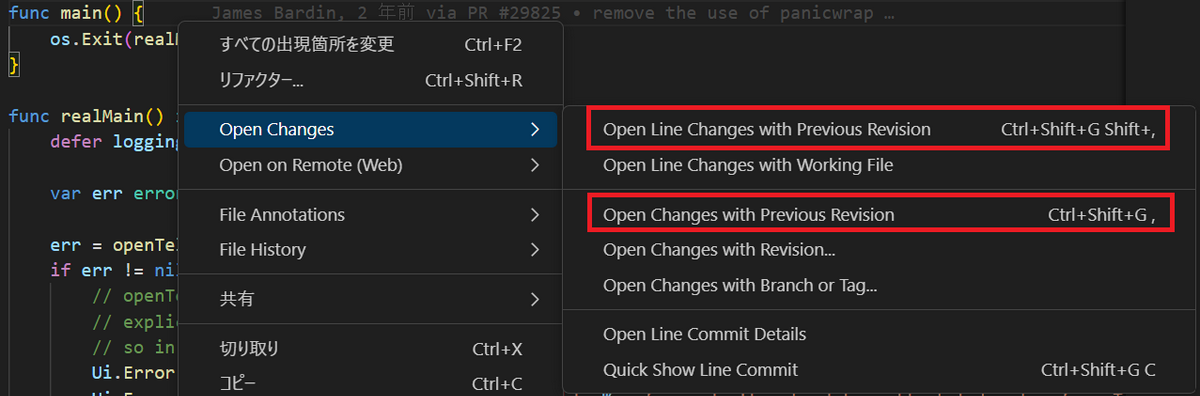 func main() { James Bardin, 2 年前 via PR #29825 • remove the use of panicwrap …
os.Exit(real
}
func realMain()
defer logging
var err error
err = openTel
if err != nil
// openT
// explic
// so in
Ui.Error
すべての出現箇所を変更 Ctrl+F2
リファクター... Ctrl+Shift+R
Open Changes
Open on Remote (Web)
File Annotations
File History
共有
切り取り Ctrl+X
コピー Ctrl+C
Open Line Changes with Previous Revision Ctrl+Shift+G Shift+,
Open Line Changes with Working File
Open Changes with Previous Revision Ctrl+Shift+G ,
Open Changes with Revision...
Open Changes with Branch or Tag...
Open Line Commit Details
Quick Show Line Commit Ctrl+Shift+G C